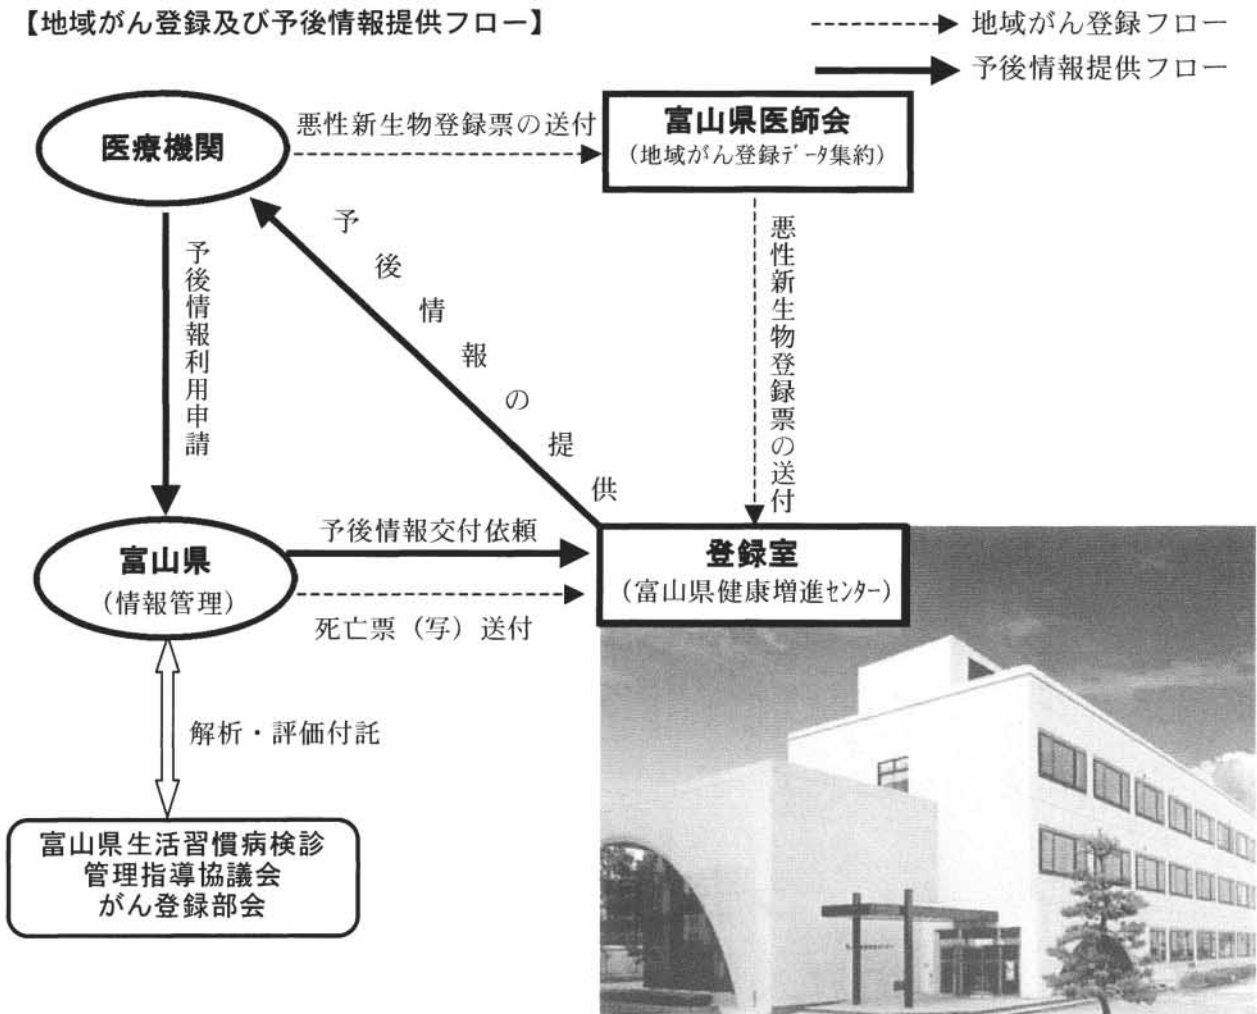 【地域がん登録及び予後情報提供フロー】
地域がん登録フロー
予後情報提供フロー
医療機関
悪性新生物登録票の送付
富山県医師会
（地域がん登録ﾃﾞｰﾀ集約）
予後情報利用申請
予後情報の提供
悪性新生物登録票の送付
富山県
（情報管理）
予後情報交付依頼
死亡票（写）送付
登録室
（富山県健康増進ｾﾝﾀｰ）
解析・評価付託
富山県生活習慣病検診
管理指導協議会
がん登録部会